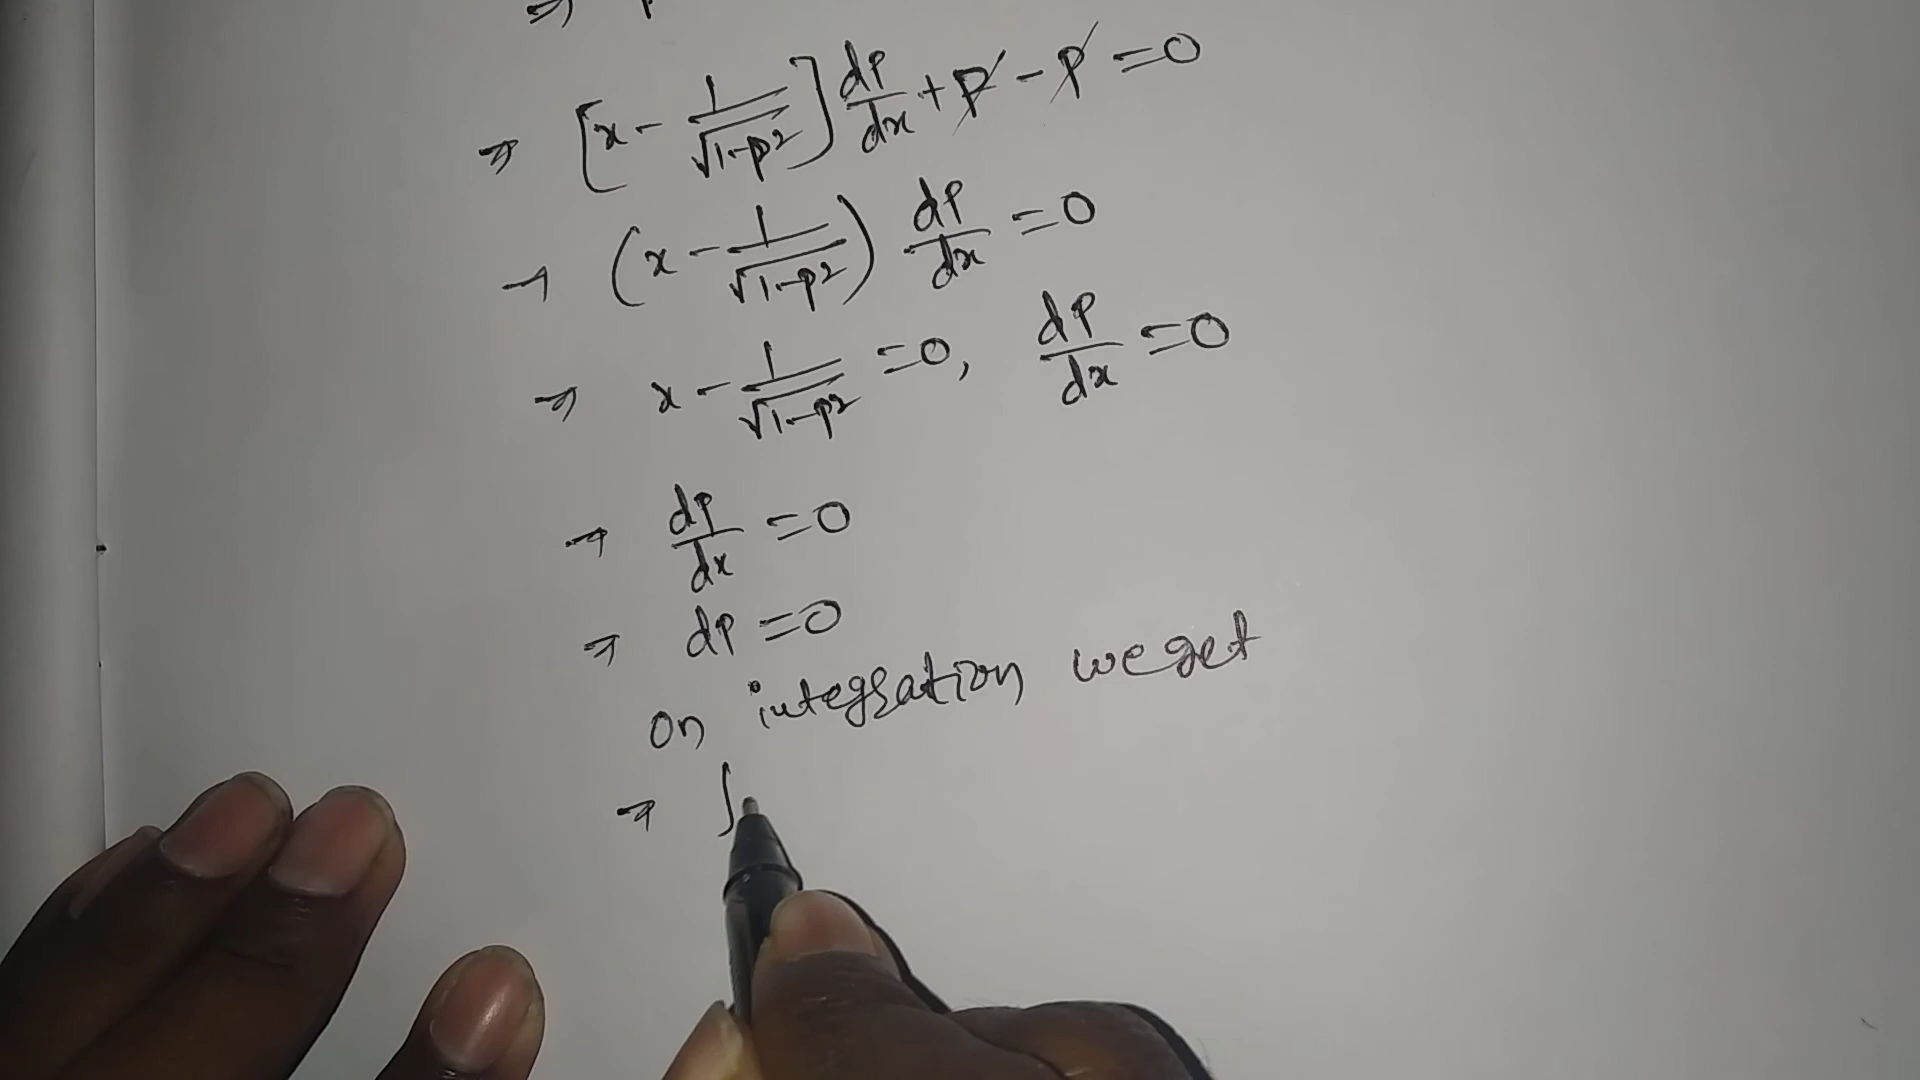 ⇒ [x - 1/√(1-p²)] dp/dx + p - p = 0
→ (x - 1/√(1-p²)) dp/dx = 0
⇒ x - 1/√(1-p²) = 0, dp/dx = 0
→ dp/dx = 0
⇒ dp = 0
on integration we get
⇒ ∫